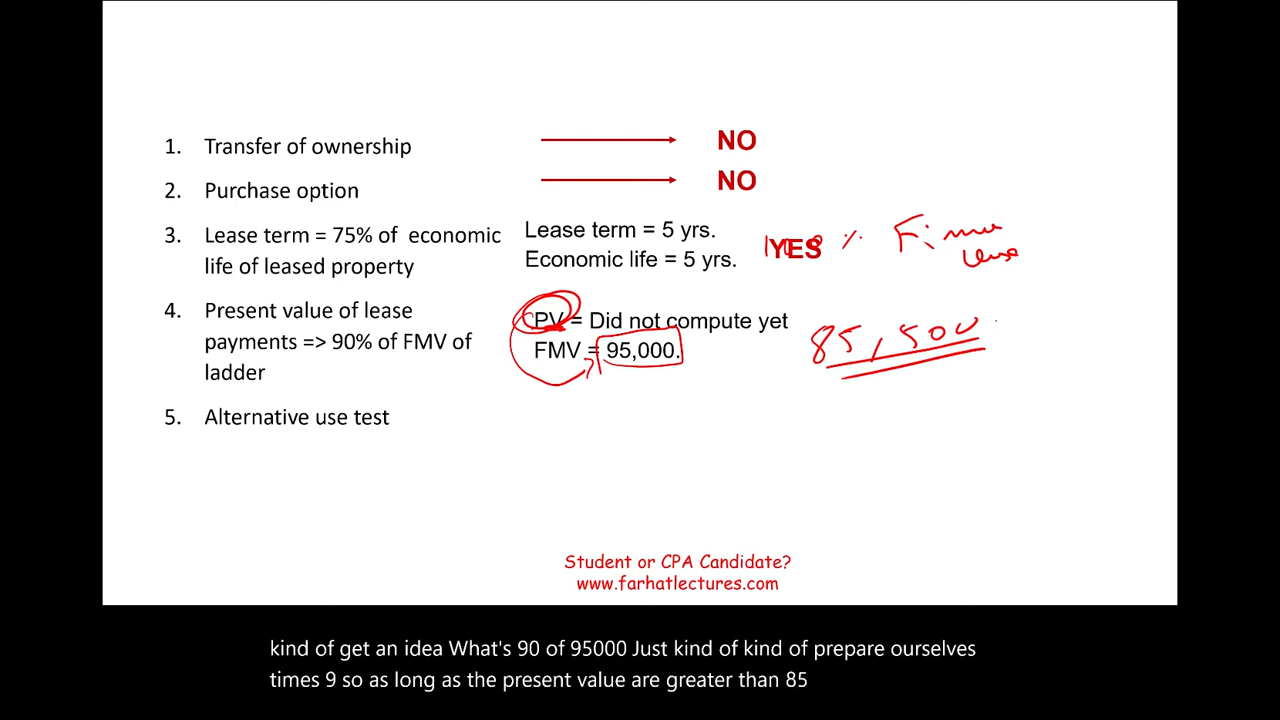 1. Transfer of ownership NO
2. Purchase option NO
3. Lease term = 75% of economic
life of leased property
Lease term = 5 yrs.
Economic life = 5 yrs.
YES
% Finance
lease
4. Present value of lease
payments => 90% of FMV of
ladder
PV = Did not compute yet
FMV = 95,000.
85,500
5. Alternative use test
Student or CPA Candidate?
www.farhatlectures.com
kind of get an idea What's 90 of 95000 Just kind of kind of prepare ourselves
times 9 so as long as the present value are greater than 85